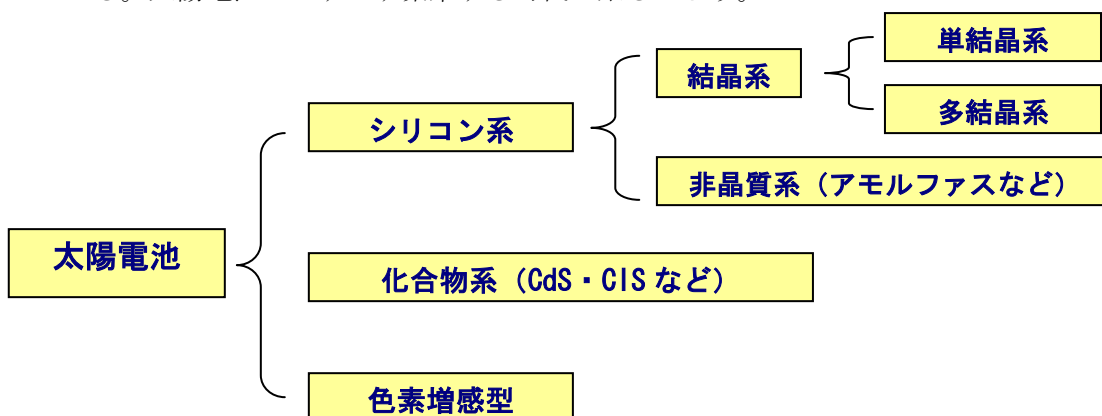 単結晶系
結晶系
多結晶系
シリコン系
非晶質系（アモルファスなど）
太陽電池
化合物系（CdS・CIS など）
色素増感型